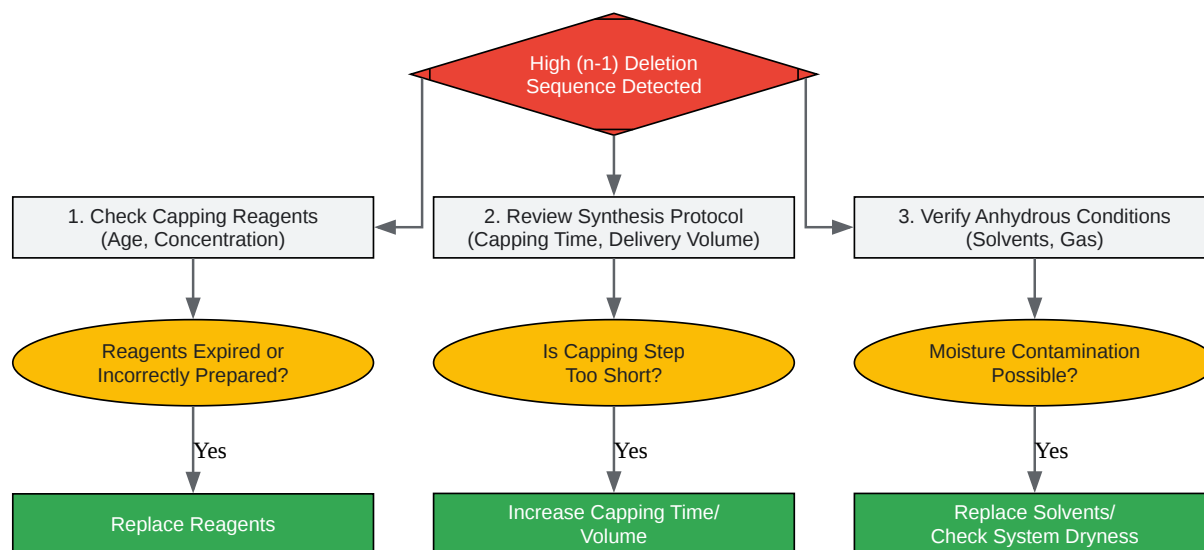 High (n-1) Deletion
Sequence Detected
1. Check Capping Reagents
(Age, Concentration)
2. Review Synthesis Protocol
(Capping Time, Delivery Volume)
3. Verify Anhydrous Conditions
(Solvents, Gas)
Reagents Expired or
Incorrectly Prepared?
Is Capping Step
Too Short?
Moisture Contamination
Possible?
Yes
Yes
Yes
Replace Reagents
Increase Capping Time/
Volume
Replace Solvents/
Check System Dryness